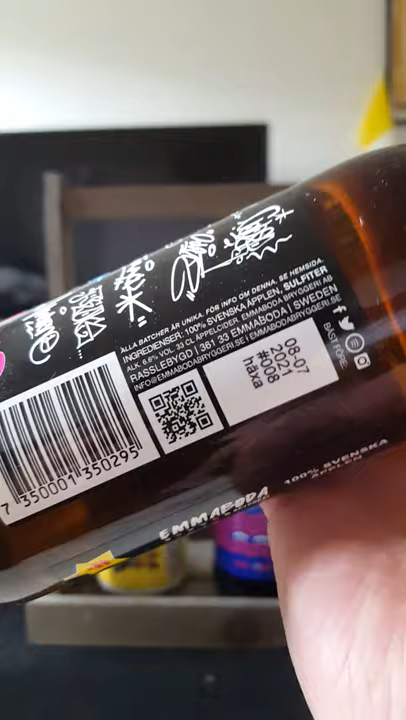 ALLA BATCHER ÄR UNIKA. FÖR INFO OM DENNA, SE HEMSIDA.
INGREDIENSER: 100% SVENSKA ÄPPLEN, SULFITER
ALK. 6,6% VOL. 33 CL ÄPPELCIDER. EMMABODA BRYGGERI AB
RASSLEBYGD | 361 33 EMMABODA | SWEDEN
INFO@EMMABODABRYGGERI.SE | EMMABODABRYGGERI.SE
BÄST FÖRE:
08-07
2021
#008
häxa
7 350001 350295
EMMABODA
100% SVENSKA
ÄPPLEN